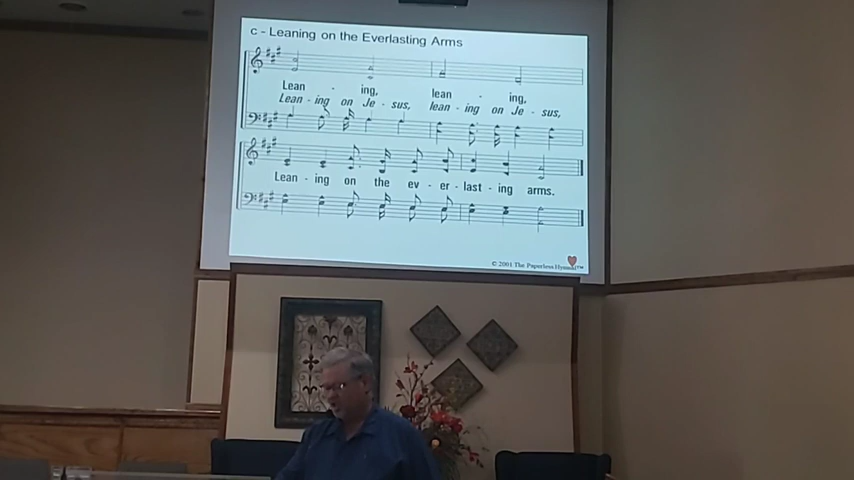 c - Leaning on the Everlasting Arms
Lean - ing, lean - ing,
Lean - ing on Je - sus, lean - ing on Je - sus,
Lean - ing on the ev - er - last - ing arms.
© 2001 The Paperless Hymnal™